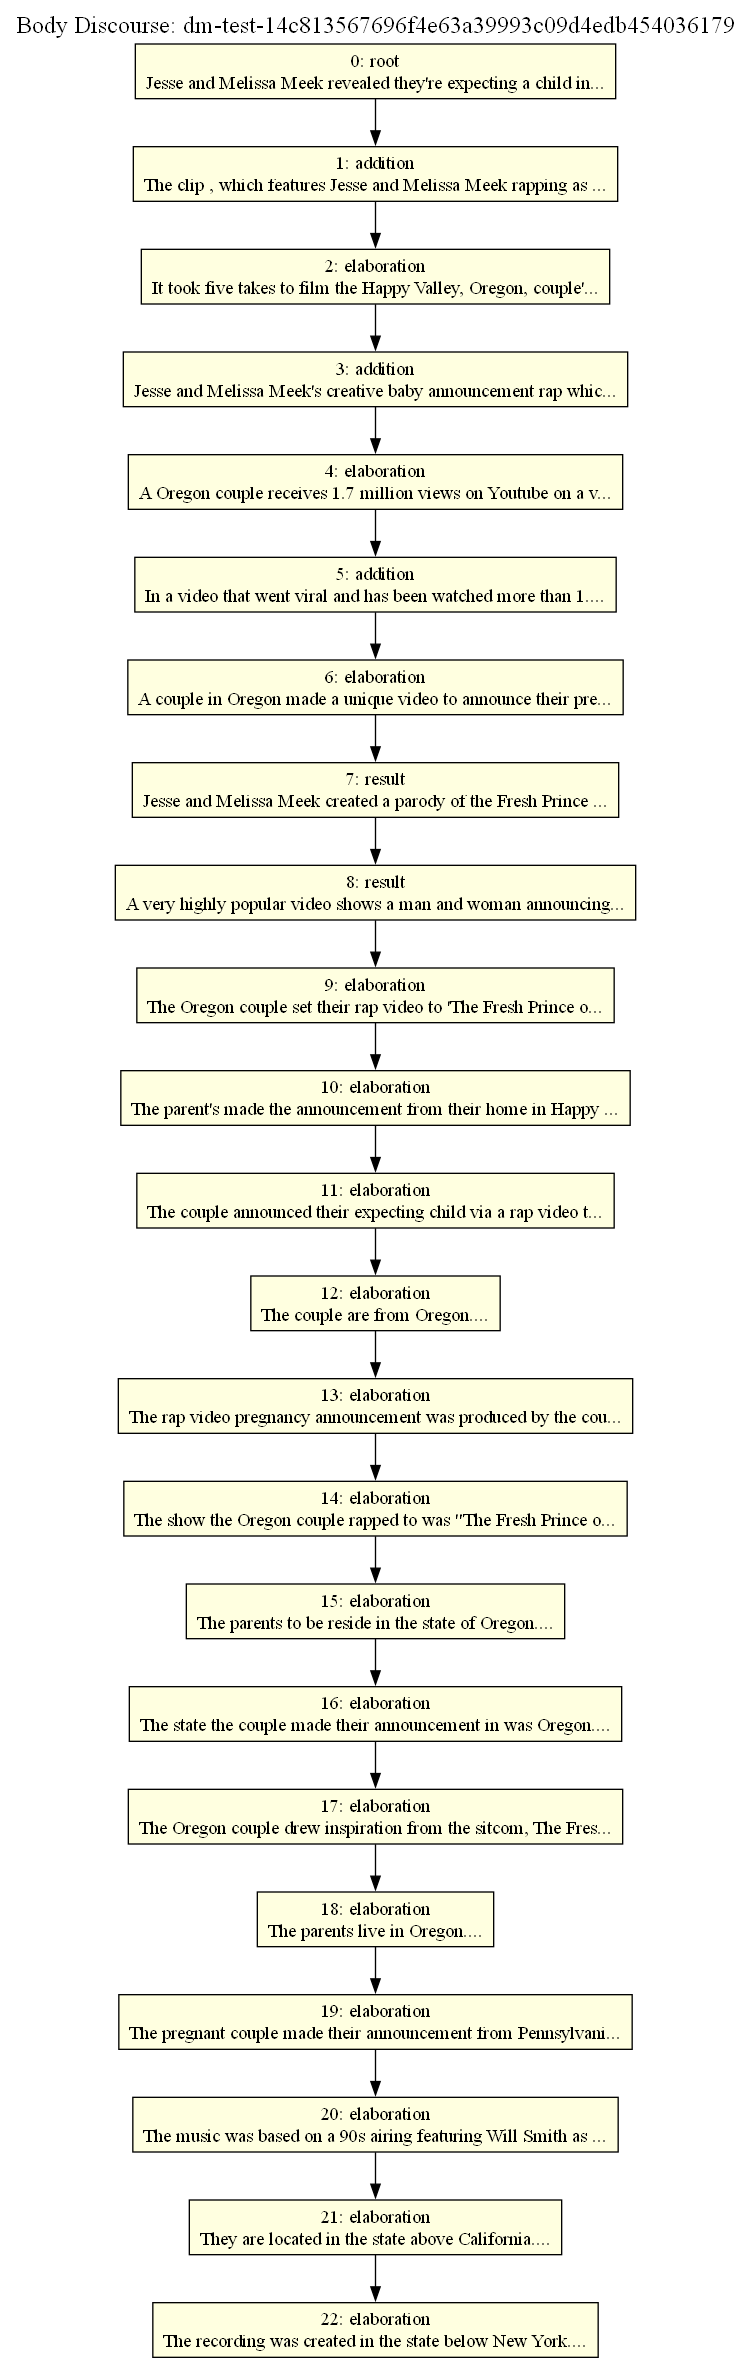 Body Discourse: dm-test-14c813567696f4e63a39993c09d4edb454036179
0: root
Jesse and Melissa Meek revealed they're expecting a child in...
1: addition
The clip , which features Jesse and Melissa Meek rapping as ...
2: elaboration
It took five takes to film the Happy Valley, Oregon, couple'...
3: addition
Jesse and Melissa Meek's creative baby announcement rap whic...
4: elaboration
A Oregon couple receives 1.7 million views on Youtube on a v...
5: addition
In a video that went viral and has been watched more than 1....
6: elaboration
A couple in Oregon made a unique video to announce their pre...
7: result
Jesse and Melissa Meek created a parody of the Fresh Prince ...
8: result
A very highly popular video shows a man and woman announcing...
9: elaboration
The Oregon couple set their rap video to 'The Fresh Prince o...
10: elaboration
The parent's made the announcement from their home in Happy ...
11: elaboration
The couple announced their expecting child via a rap video t...
12: elaboration
The couple are from Oregon....
13: elaboration
The rap video pregnancy announcement was produced by the cou...
14: elaboration
The show the Oregon couple rapped to was "The Fresh Prince o...
15: elaboration
The parents to be reside in the state of Oregon....
16: elaboration
The state the couple made their announcement in was Oregon....
17: elaboration
The Oregon couple drew inspiration from the sitcom, The Fres...
18: elaboration
The parents live in Oregon....
19: elaboration
The pregnant couple made their announcement from Pennsylvani...
20: elaboration
The music was based on a 90s airing featuring Will Smith as ...
21: elaboration
They are located in the state above California....
22: elaboration
The recording was created in the state below New York....